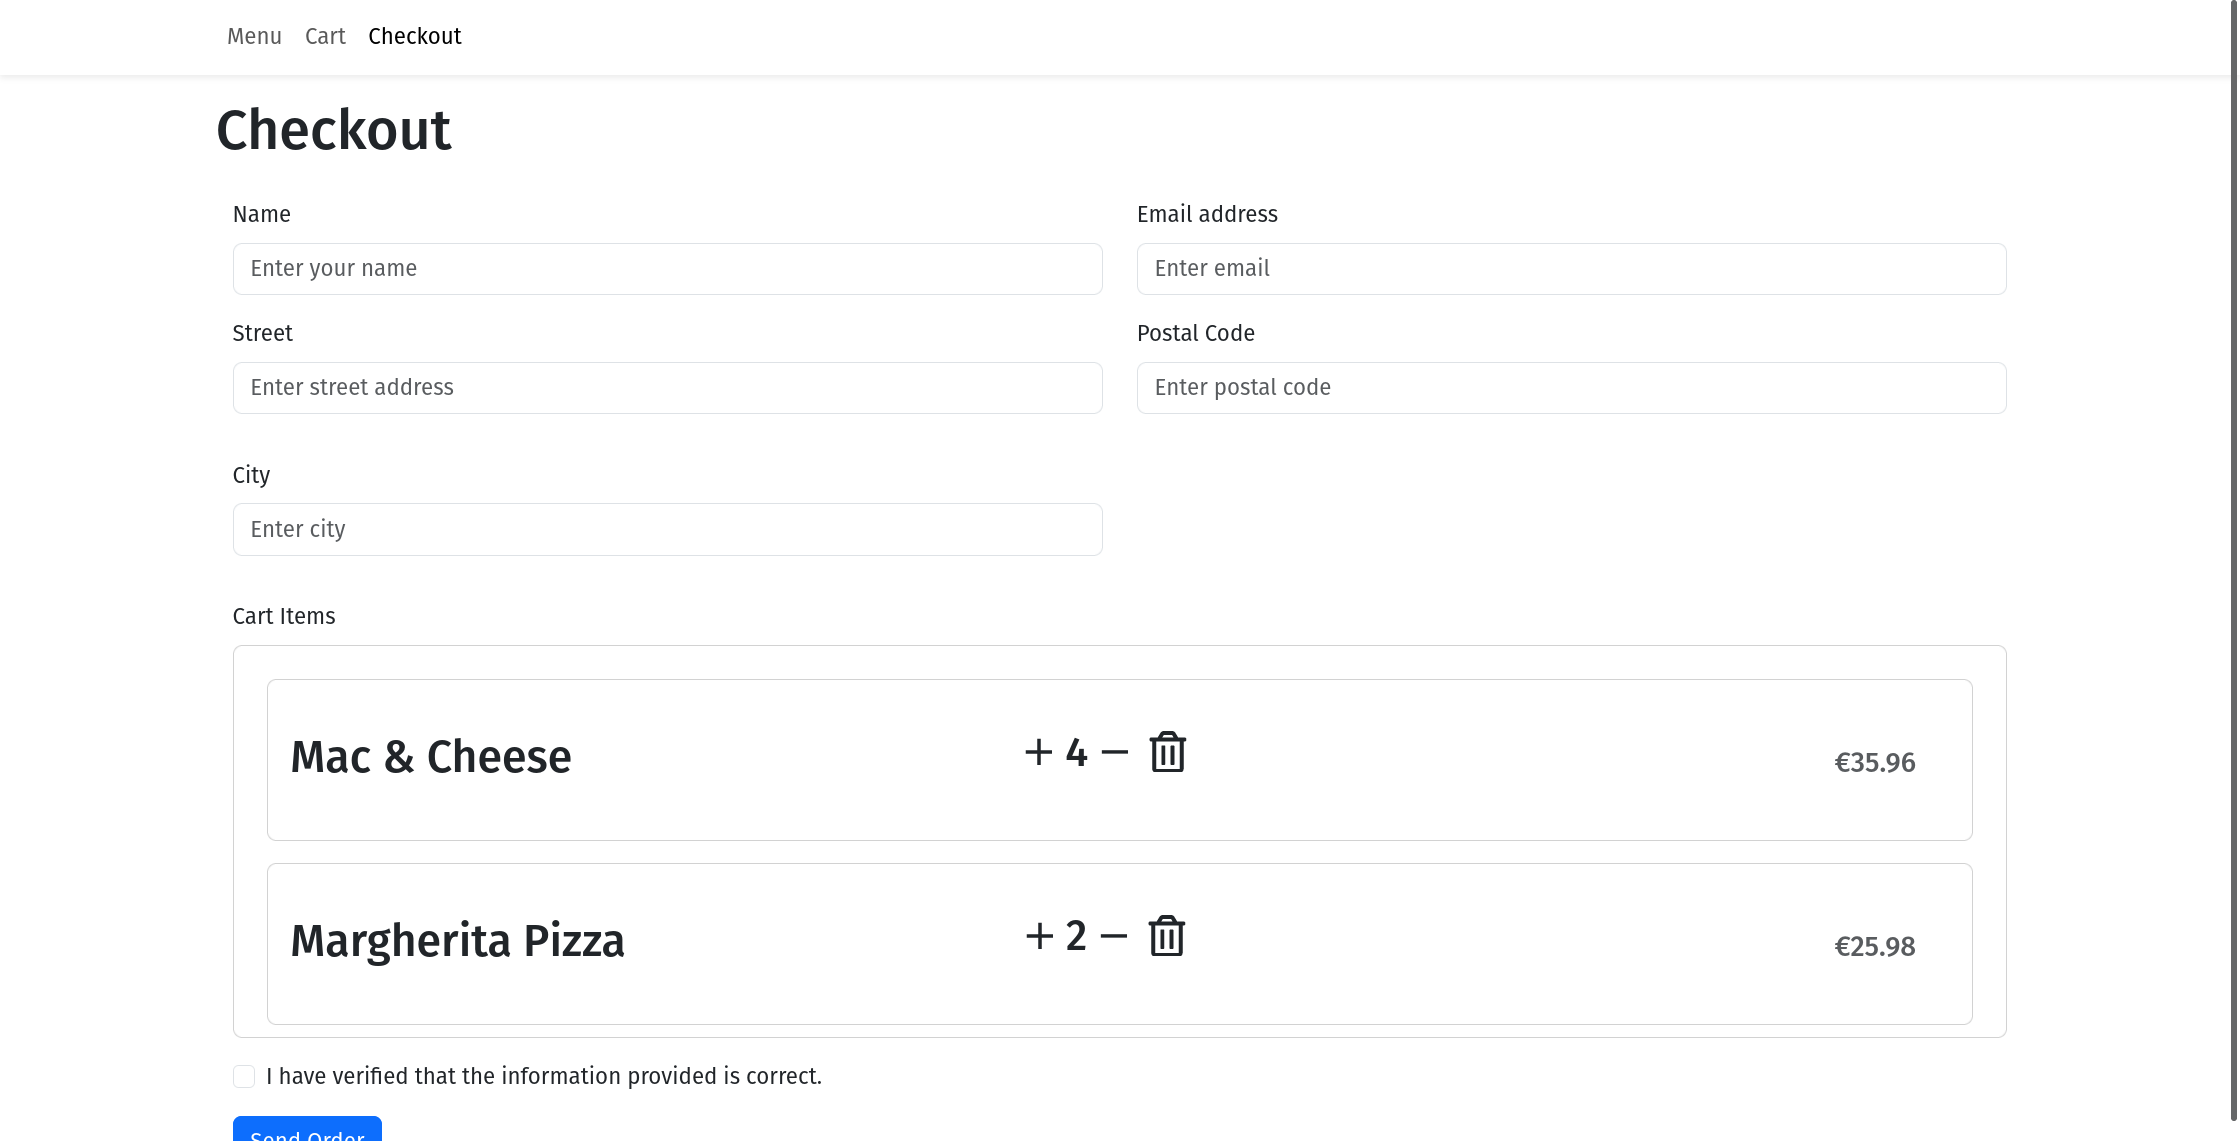 Menu Cart Checkout
Checkout
Name
Email address
Enter your name
Enter email
Street
Postal Code
Enter street address
Enter postal code
City
Enter city
Cart Items
Mac & Cheese + 4 − €35.96
Margherita Pizza + 2 − €25.98
I have verified that the information provided is correct.
Send Order